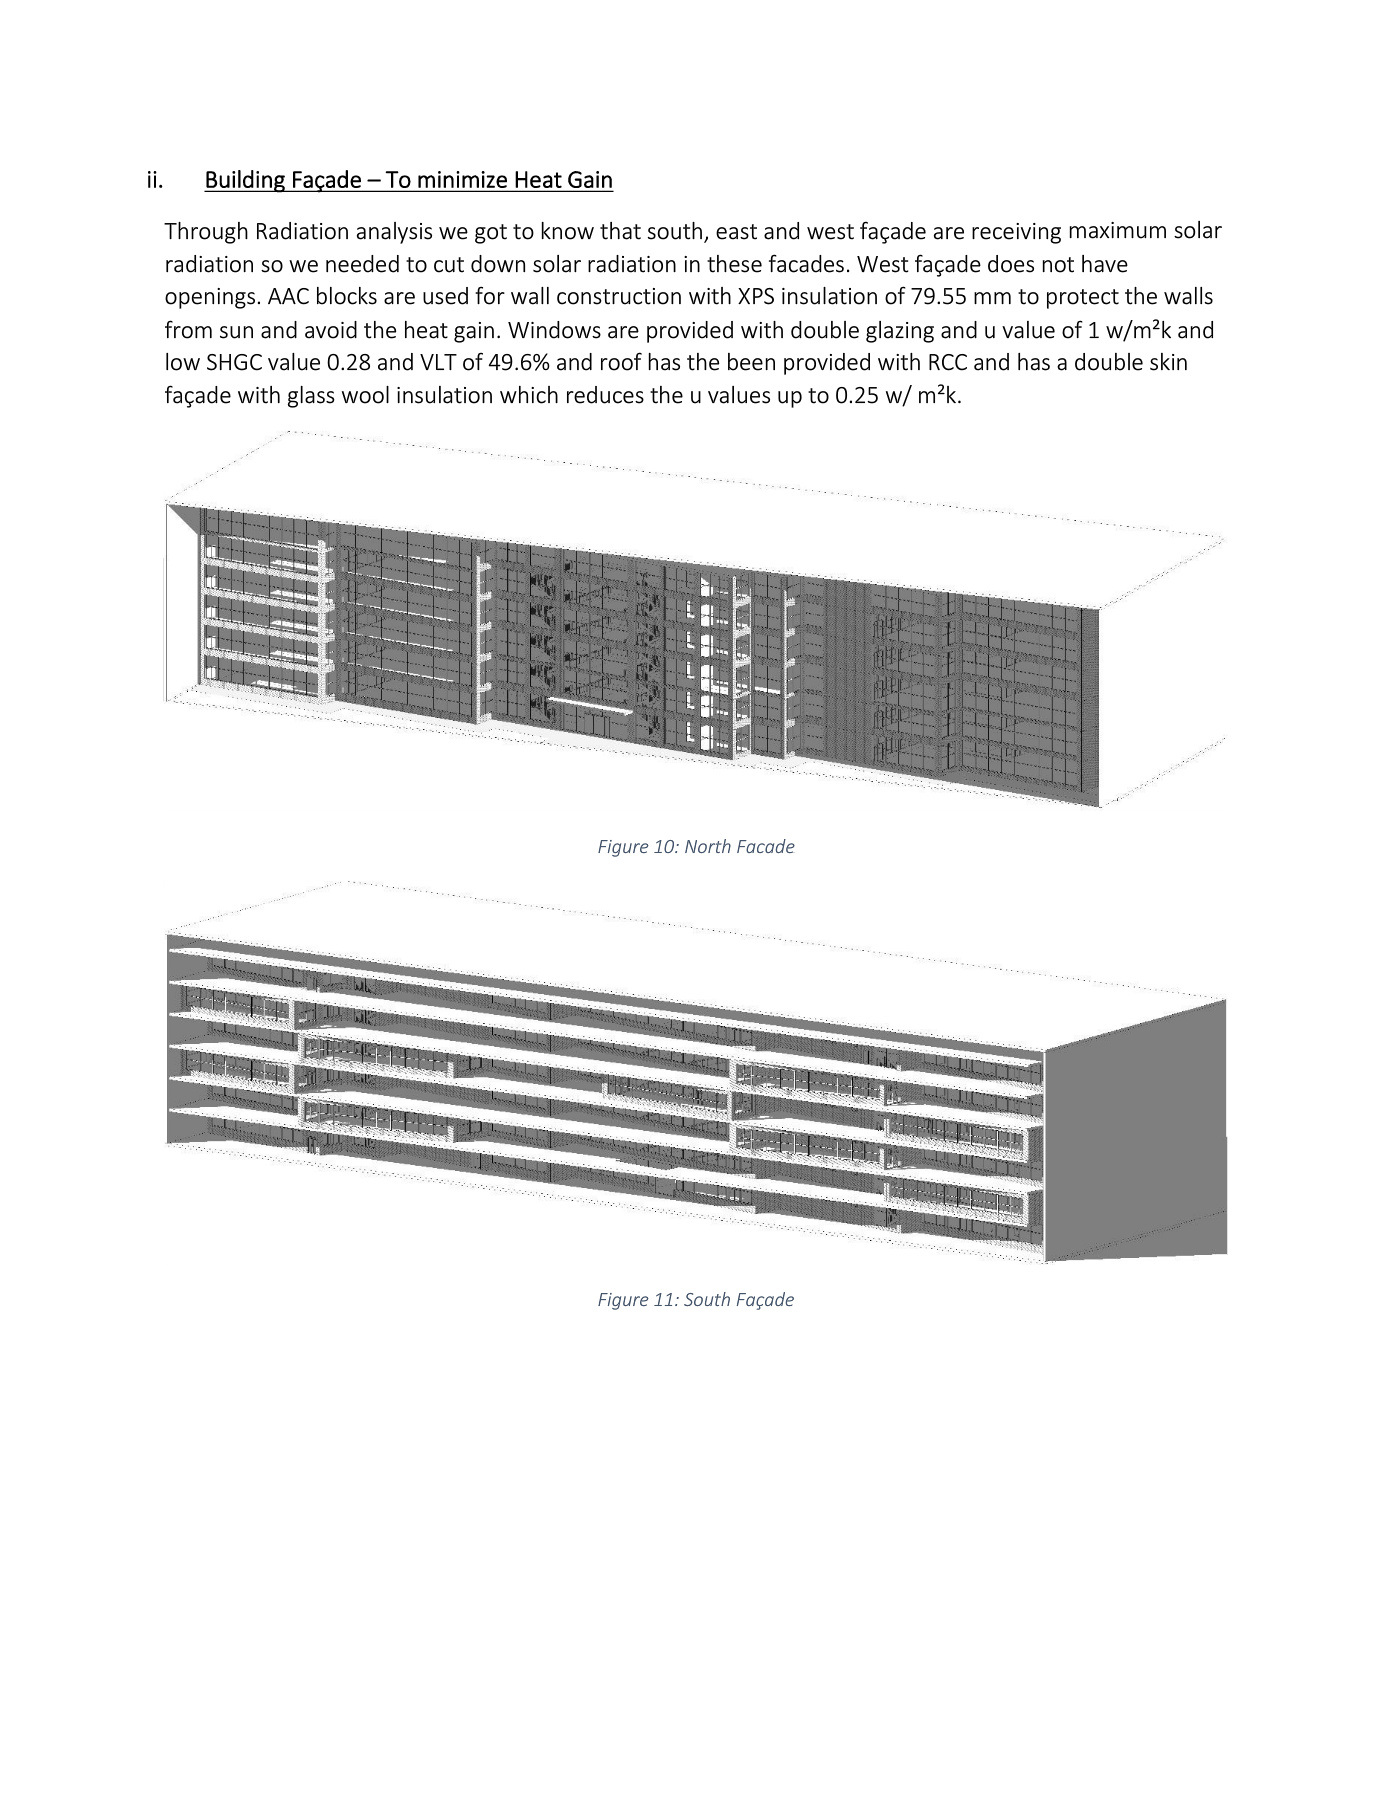 ii. Building Façade – To minimize Heat Gain
Through Radiation analysis we got to know that south, east and west façade are receiving maximum solar
radiation so we needed to cut down solar radiation in these facades. West façade does not have
openings. AAC blocks are used for wall construction with XPS insulation of 79.55 mm to protect the walls
from sun and avoid the heat gain. Windows are provided with double glazing and u value of 1 w/m²k and
low SHGC value 0.28 and VLT of 49.6% and roof has the been provided with RCC and has a double skin
façade with glass wool insulation which reduces the u values up to 0.25 w/ m²k.
Figure 10: North Facade
Figure 11: South Façade